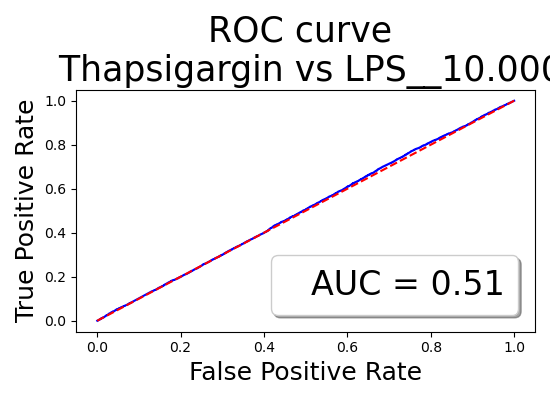 ROC curve
Thapsigargin vs LPS__10.000
True Positive Rate
1.0
0.8
0.6
0.4
0.2
0.0
AUC = 0.51
0.0 0.2 0.4 0.6 0.8 1.0
False Positive Rate